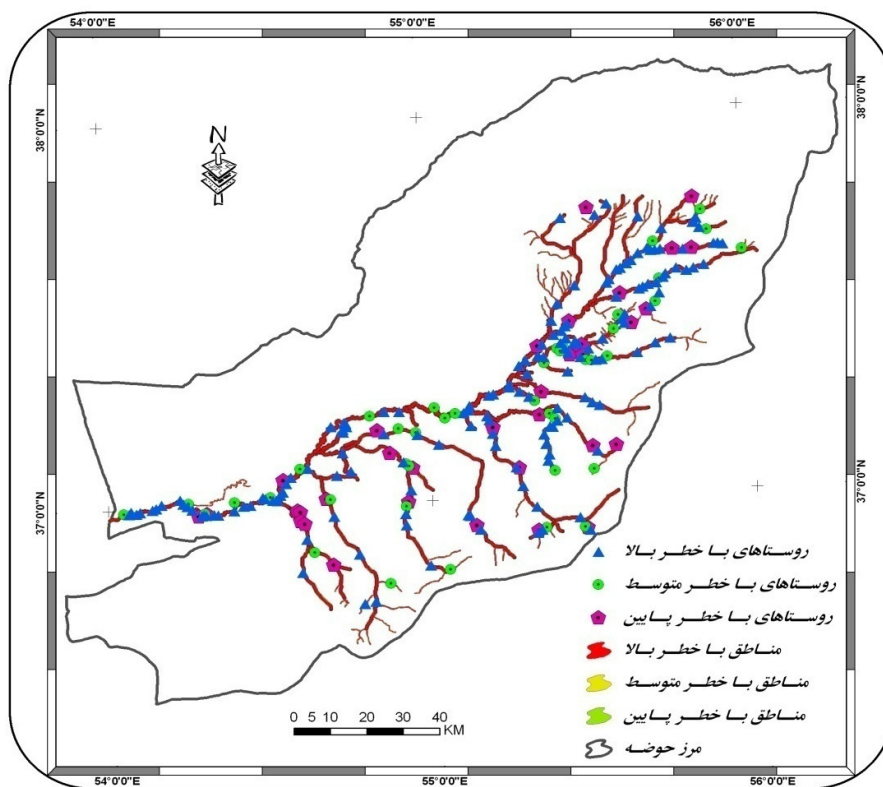 54°0'0"E 55°0'0"E 56°0'0"E
38°0'0"N 38°0'0"N
N
37°0'0"N 37°0'0"N
روستاهای با خطر بالا
روستاهای با خطر متوسط
روستاهای با خطر پایین
مناطق با خطر بالا
مناطق با خطر متوسط
مناطق با خطر پایین
مرز حوضه
0 5 10 20 30 40
KM
54°0'0"E 55°0'0"E 56°0'0"E